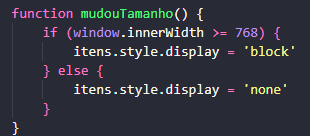 function mudouTamanho() {
    if (window.innerWidth >= 768) {
        itens.style.display = 'block'
    } else {
        itens.style.display = 'none'
    }
}